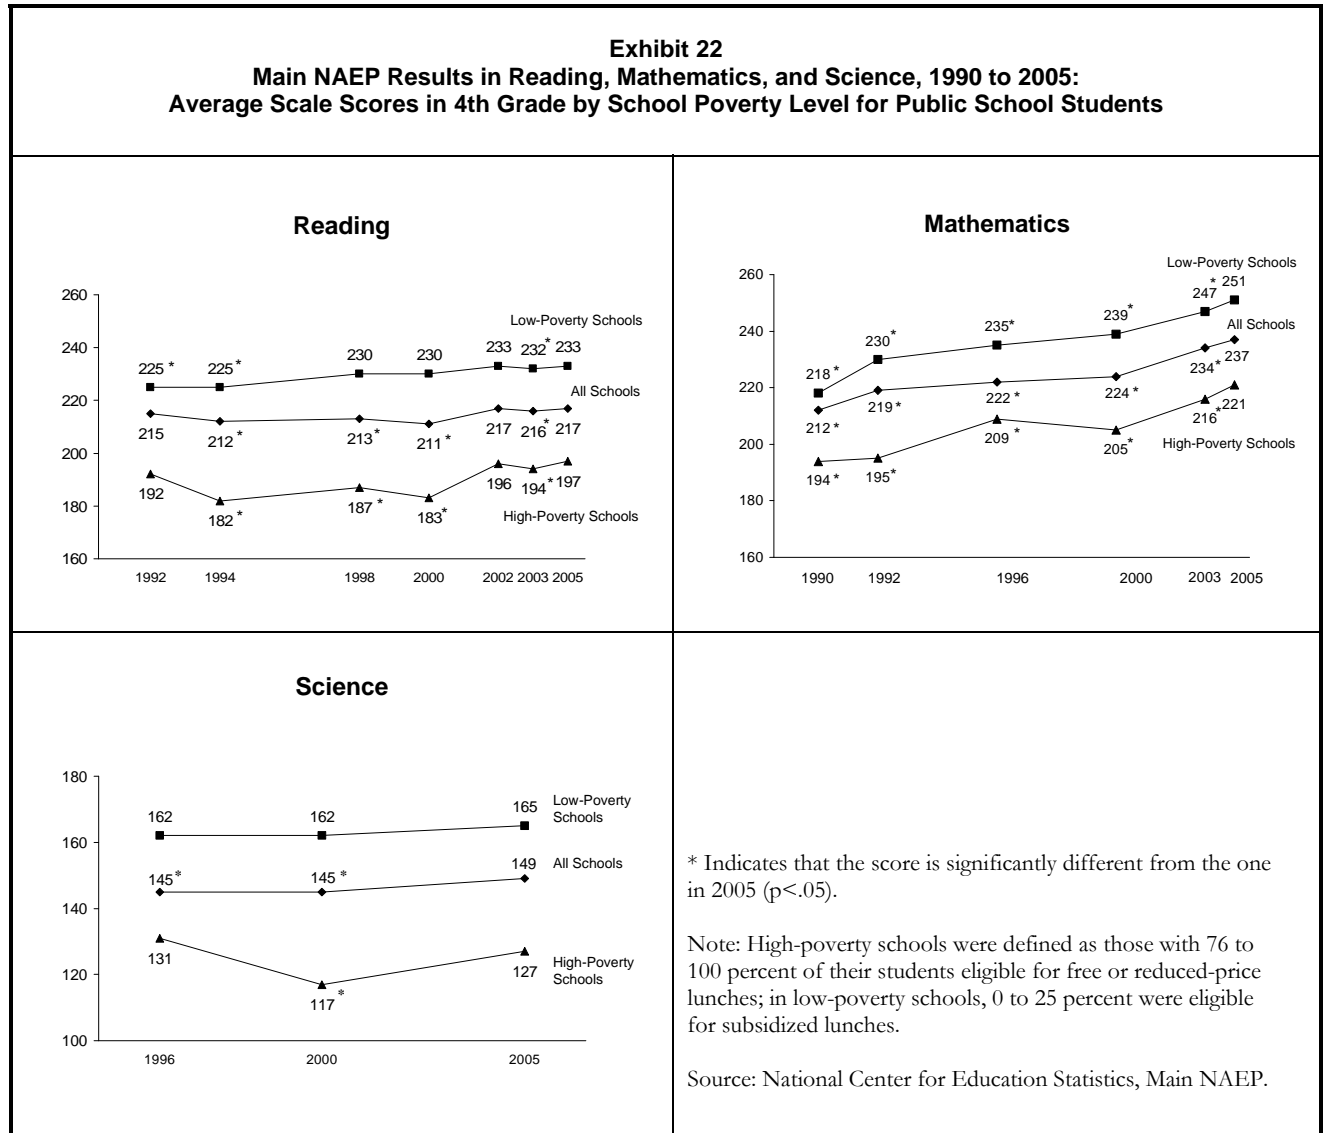 Exhibit 22
Main NAEP Results in Reading, Mathematics, and Science, 1990 to 2005:
Average Scale Scores in 4th Grade by School Poverty Level for Public School Students
Reading
260
240
220
200
180
160
Low-Poverty Schools
225 * 225 * 230 230 233 232 * 233
All Schools
215 212 * 213 * 211 * 217 216 * 217
192 182 * 187 * 183 * 196 194 * 197
High-Poverty Schools
1992 1994 1998 2000 2002 2003 2005
Mathematics
260
240
220
200
180
160
Low-Poverty Schools
218 * 230 * 235 * 239 * 247 * 251
All Schools
212 * 219 * 222 * 224 * 234 * 237
194 * 195 * 209 * 205 * 216 * 221
High-Poverty Schools
1990 1992 1996 2000 2003 2005
Science
180
160
140
120
100
162 162 165
Low-Poverty
Schools
145 * 145 * 149
All Schools
131 117 * 127
High-Poverty
Schools
1996 2000 2005
* Indicates that the score is significantly different from the one
in 2005 (p<.05).
Note: High-poverty schools were defined as those with 76 to
100 percent of their students eligible for free or reduced-price
lunches; in low-poverty schools, 0 to 25 percent were eligible
for subsidized lunches.
Source: National Center for Education Statistics, Main NAEP.